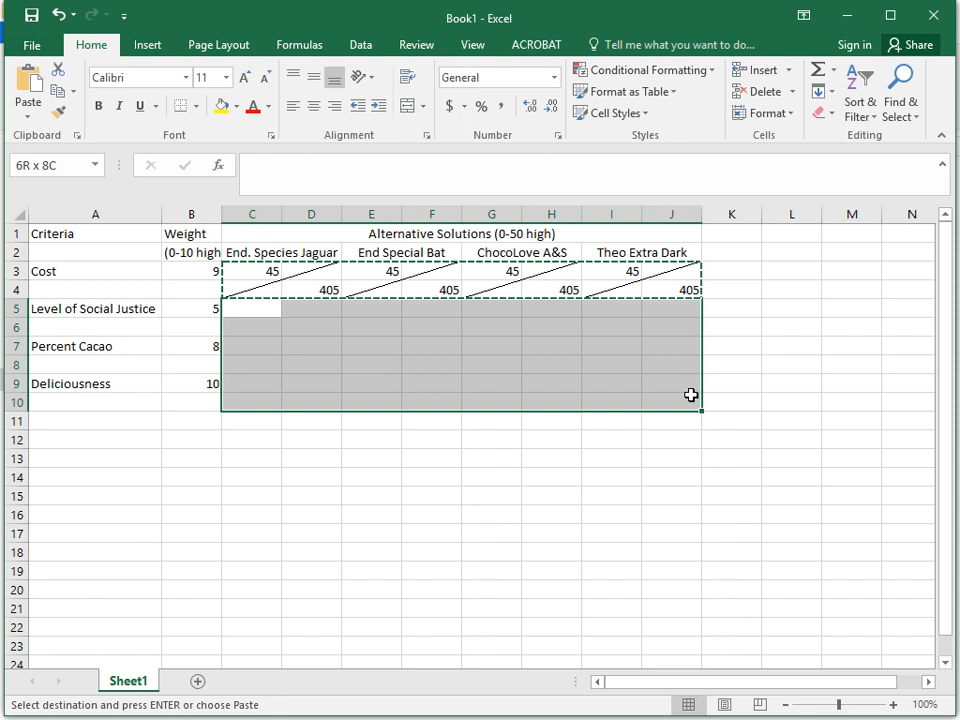 Book1 - Excel
File Home Insert Page Layout Formulas Data Review View ACROBAT Tell me what you want to do... Sign in Share
Paste
Calibri 11
B I U A
General
$ % , .0 .00 .00 .0
Conditional Formatting
Format as Table
Cell Styles
Insert
Delete
Format
Sort & Filter
Find & Select
Clipboard Font Alignment Number Styles Cells Editing
6R x 8C fx
A B C D E F G H I J K L M N
1 Criteria Weight Alternative Solutions (0-50 high)
2 (0-10 high End. Species Jaguar End Special Bat ChocoLove A&S Theo Extra Dark
3 Cost 9 45 45 45 45
4 405 405 405 405
5 Level of Social Justice 5
6
7 Percent Cacao 8
8
9 Deliciousness 10
10
11
12
13
14
15
16
17
18
19
20
21
22
23
24
Sheet1
Select destination and press ENTER or choose Paste 100%